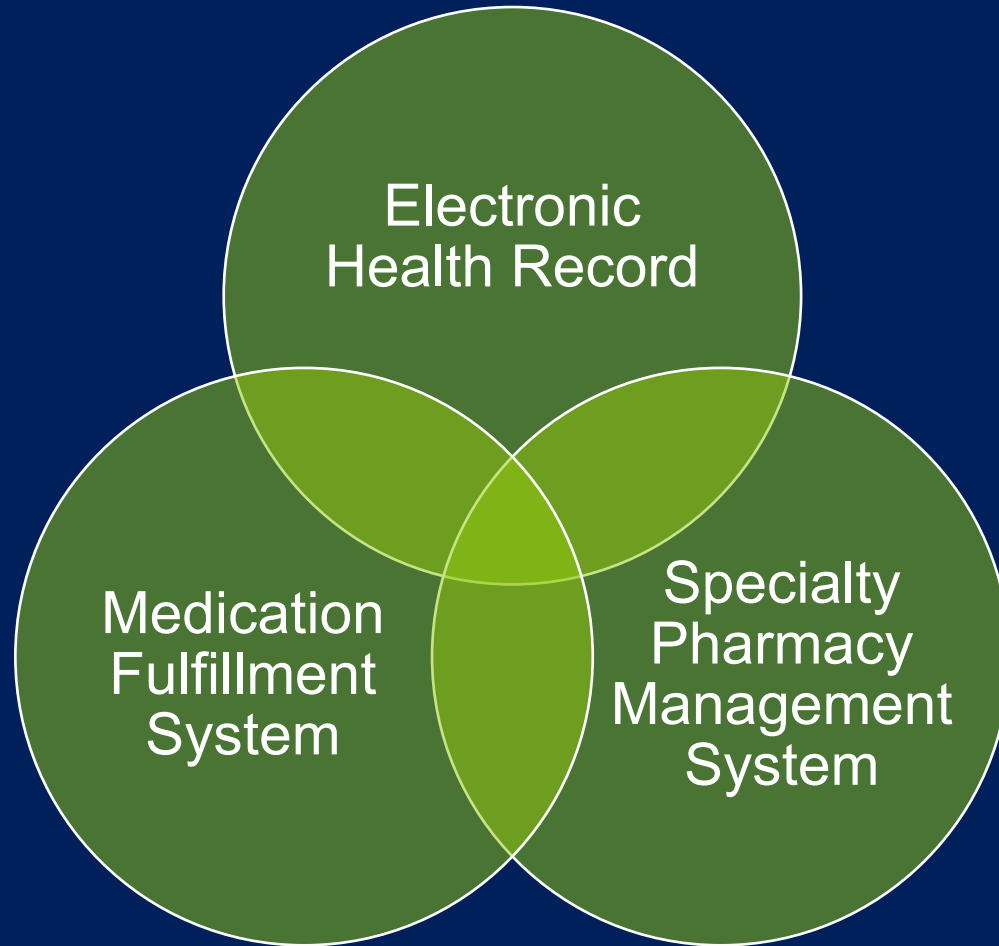 Electronic
Health Record
Medication
Fulfillment
System
Specialty
Pharmacy
Management
System